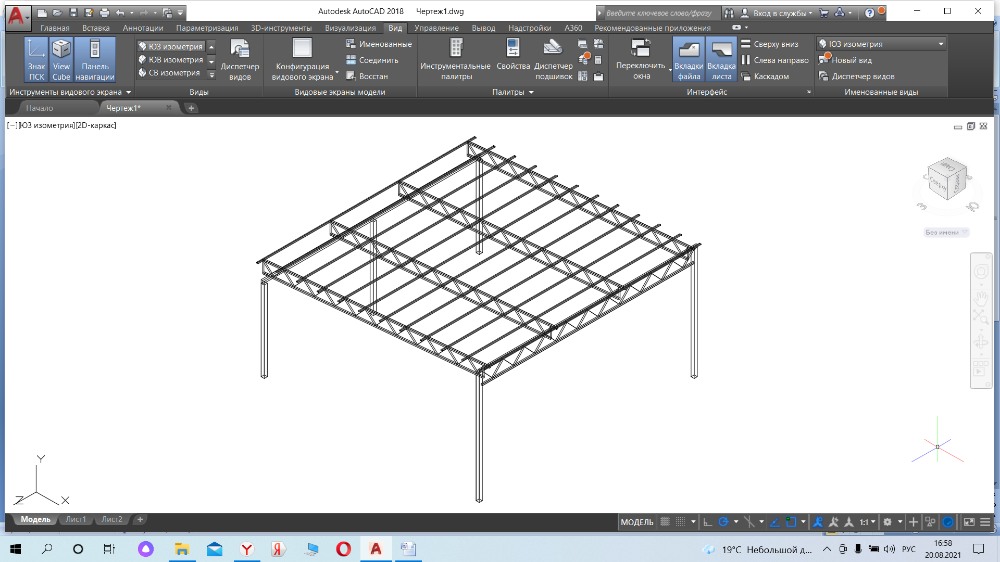 Autodesk AutoCAD 2018 Чертеж1.dwg
Введите ключевое слово/фразу
Вход в службы
Главная Вставка Аннотации Параметризация 3D-инструменты Визуализация Вид Управление Вывод Надстройки A360 Рекомендованные приложения
Знак ПСК
View Cube
Панель навигации
Инструменты видового экрана
ЮЗ изометрия
ЮВ изометрия
СВ изометрия
Диспетчер видов
Виды
Конфигурация видового экрана
Именованные
Соединить
Восстан
Видовые экраны модели
Инструментальные палитры
Свойства
Диспетчер подшивок
Палитры
Переключить окна
Вкладки файла
Вкладка листа
Сверху вниз
Слева направо
Каскадом
Интерфейс
ЮЗ изометрия
Новый вид
Диспетчер видов
Именованные виды
Начало
Чертеж1*
[−][ЮЗ изометрия][2D-каркас]
Сзади
Сверху
Справа
З
Ю
Без имени
Y
Z
X
Модель Лист1 Лист2
МОДЕЛЬ
1:1
19°C Небольшой д...
РУС
16:58
20.08.2021